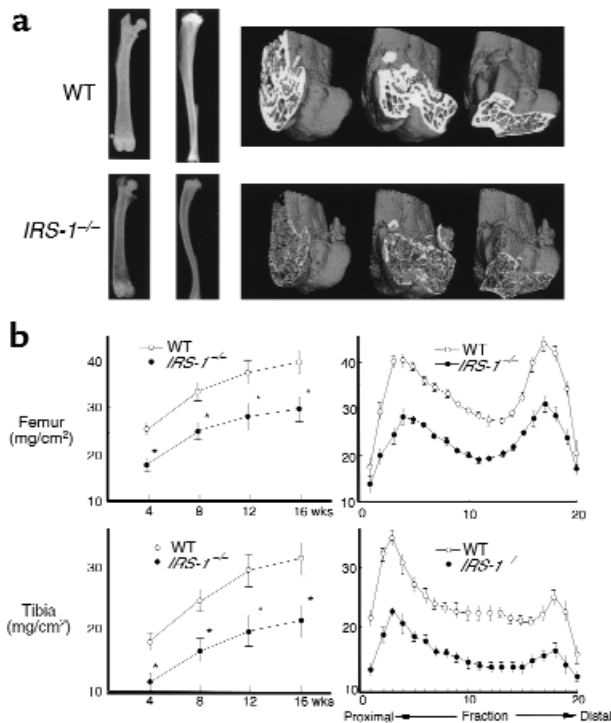 a
WT
IRS-1−/−
b
WT
IRS-1−/−
40
30
20
10
Femur
(mg/cm²)
4 8 12 16 wks
WT
IRS-1−/−
40
30
20
10
0 20
WT
IRS-1−/−
30
20
10
Tibia
(mg/cm²)
4 8 12 16 wks
WT
IRS-1 /
30
20
10
0 20
Proximal Fraction Distal